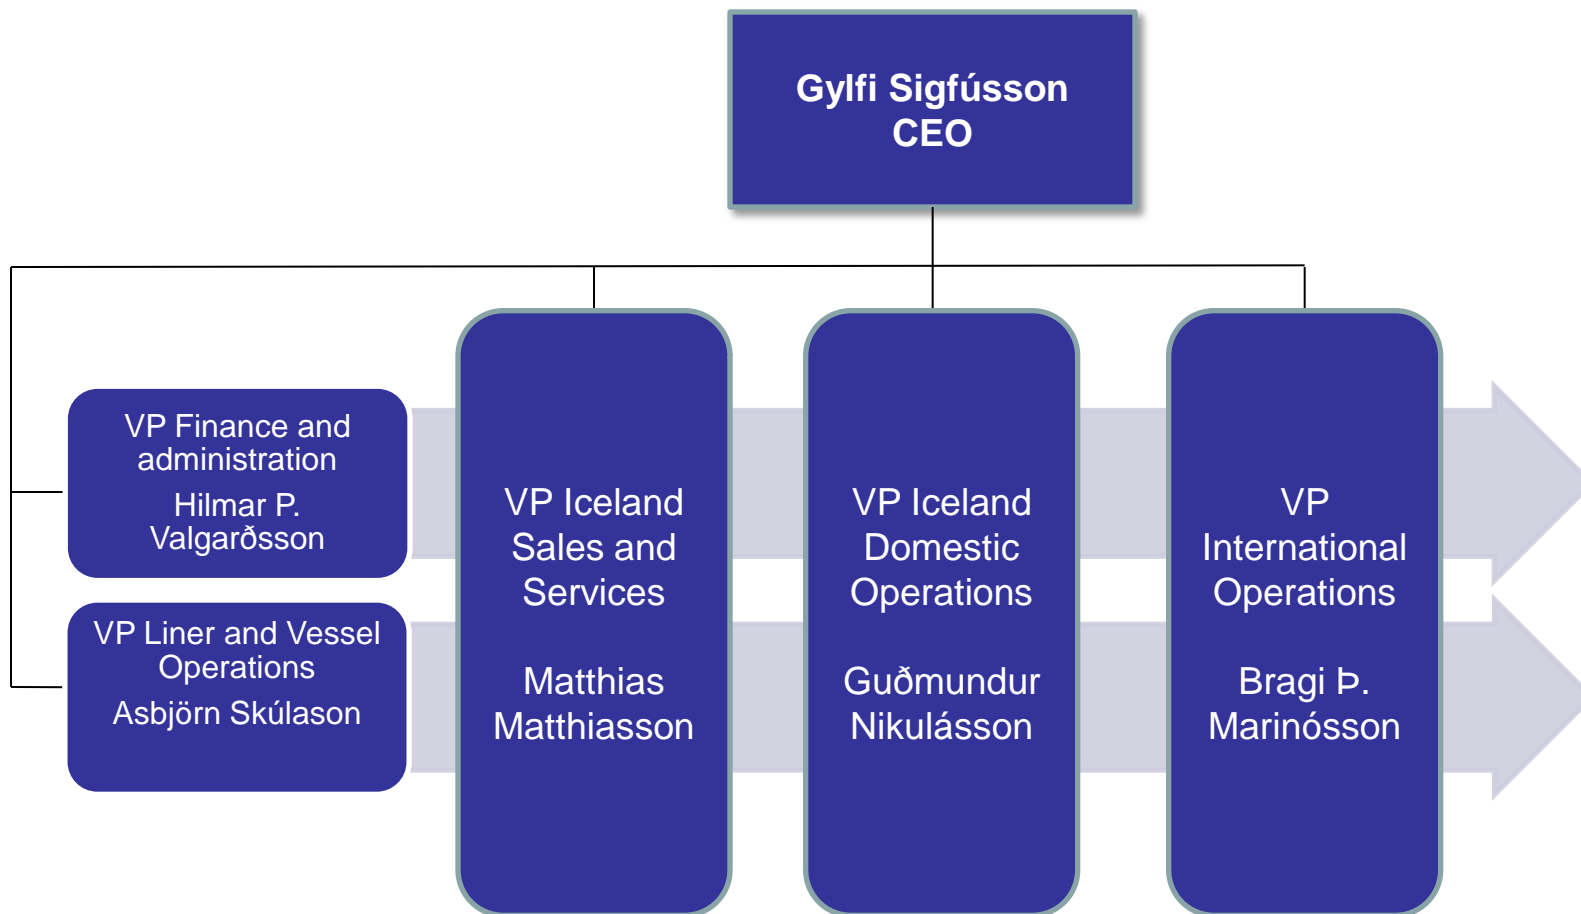 Gylfi Sigfússon
CEO
VP Finance and
administration
Hilmar P.
Valgarðsson
VP Liner and Vessel
Operations
Asbjörn Skúlason
VP Iceland
Sales and
Services
Matthias
Matthiasson
VP Iceland
Domestic
Operations
Guðmundur
Nikulásson
VP
International
Operations
Bragi Þ.
Marinósson